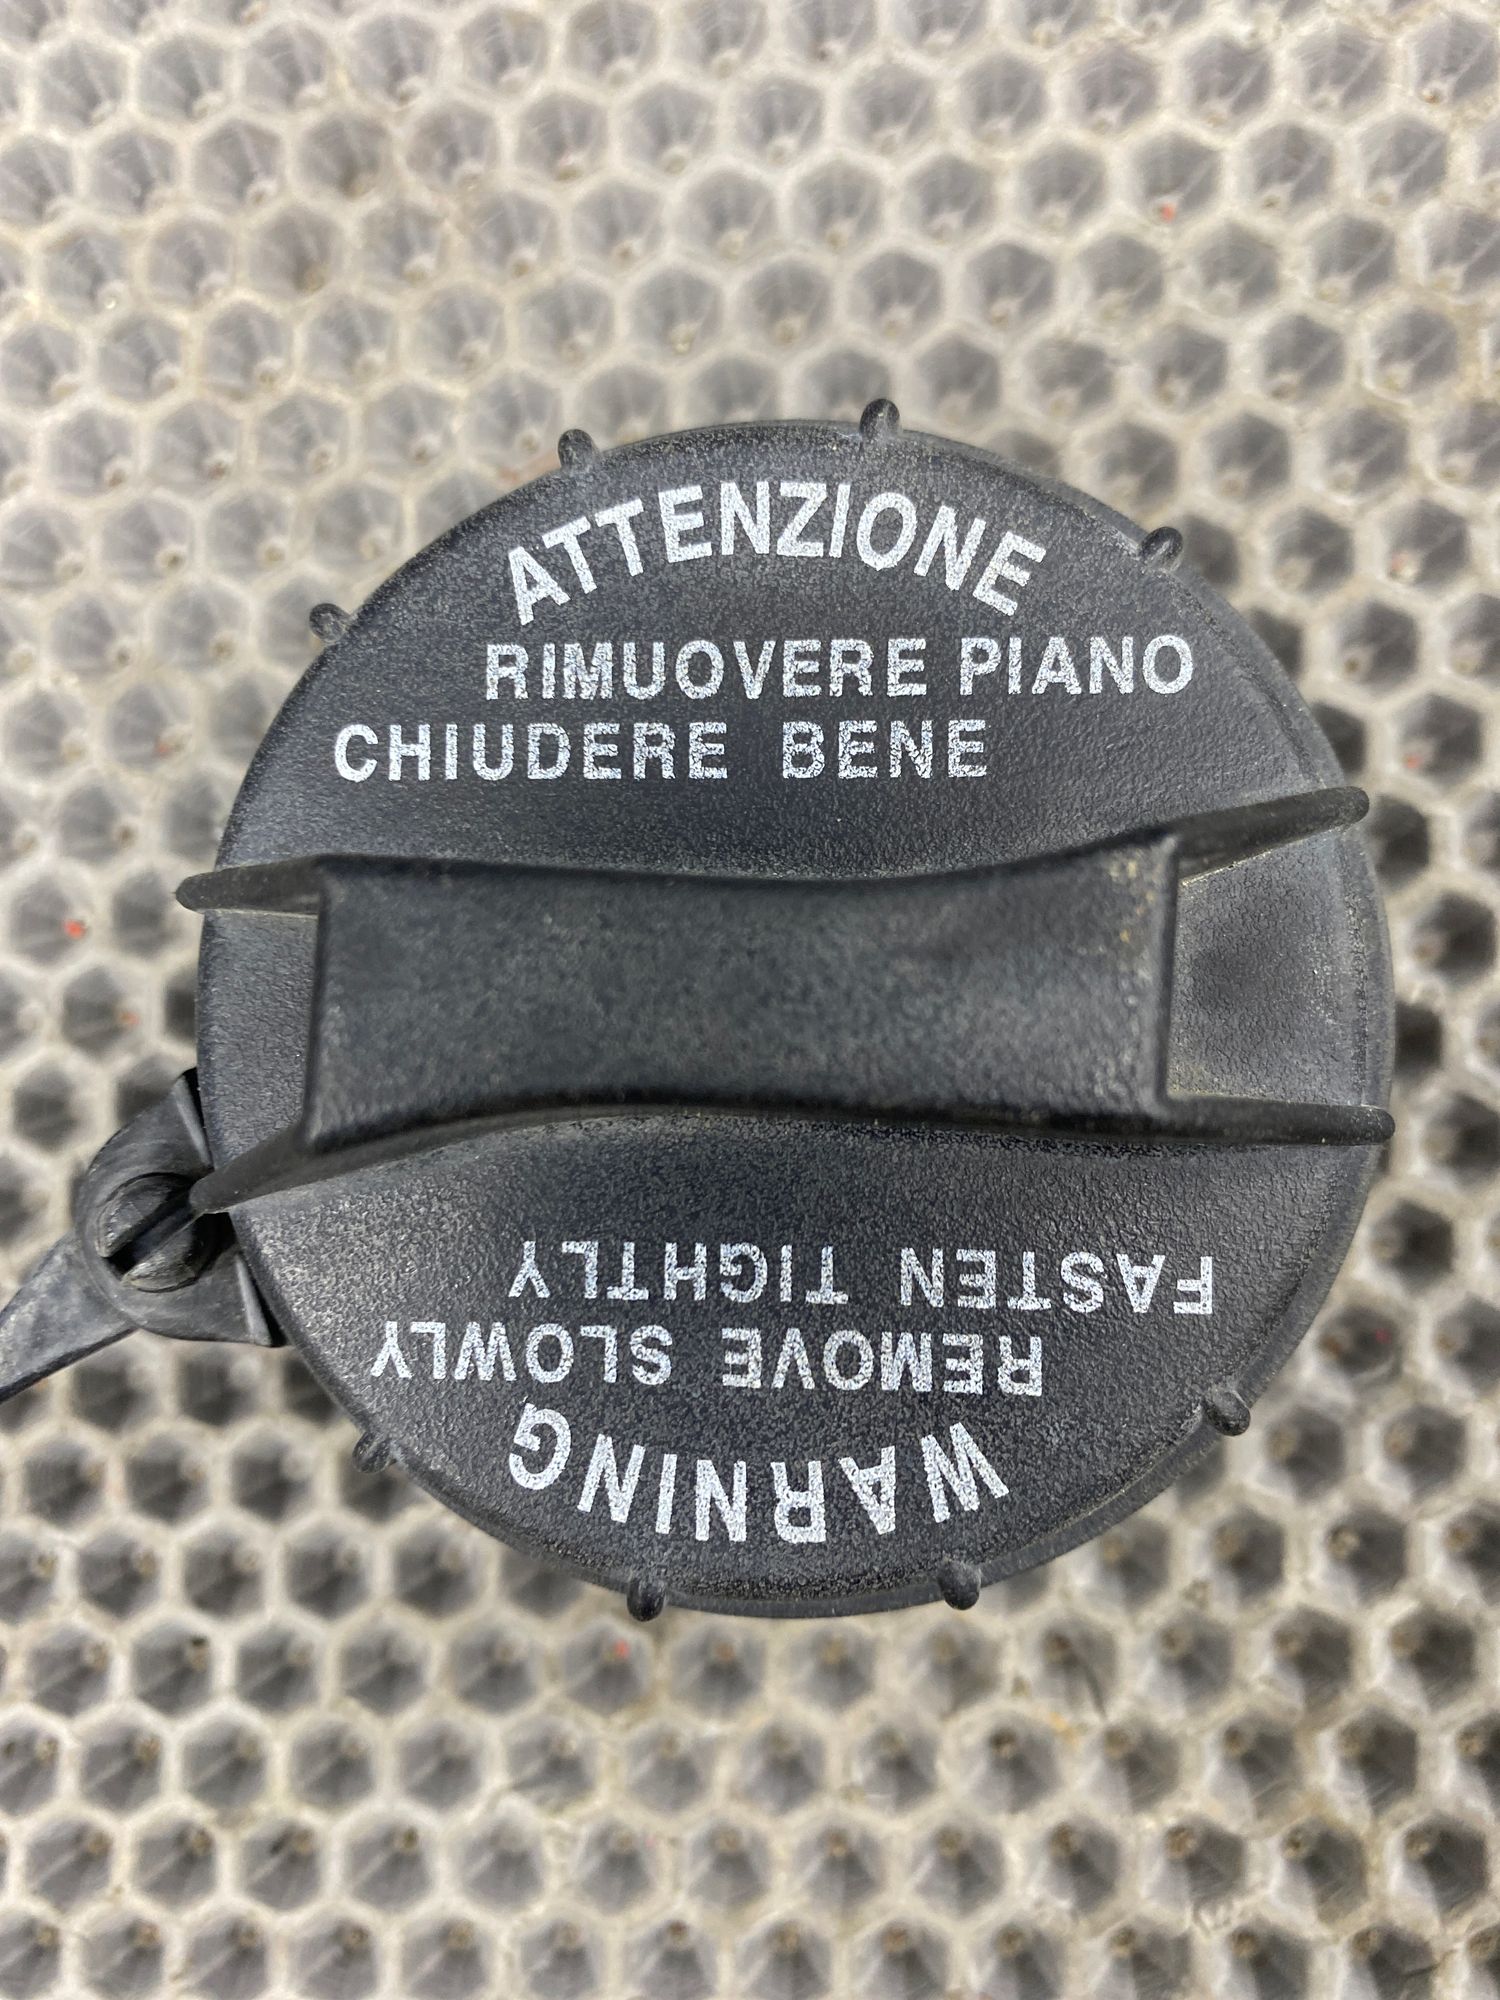 ATTENZIONE
RIMUOVERE PIANO
CHIUDERE BENE
WARNING
REMOVE SLOWLY
FASTEN TIGHTLY